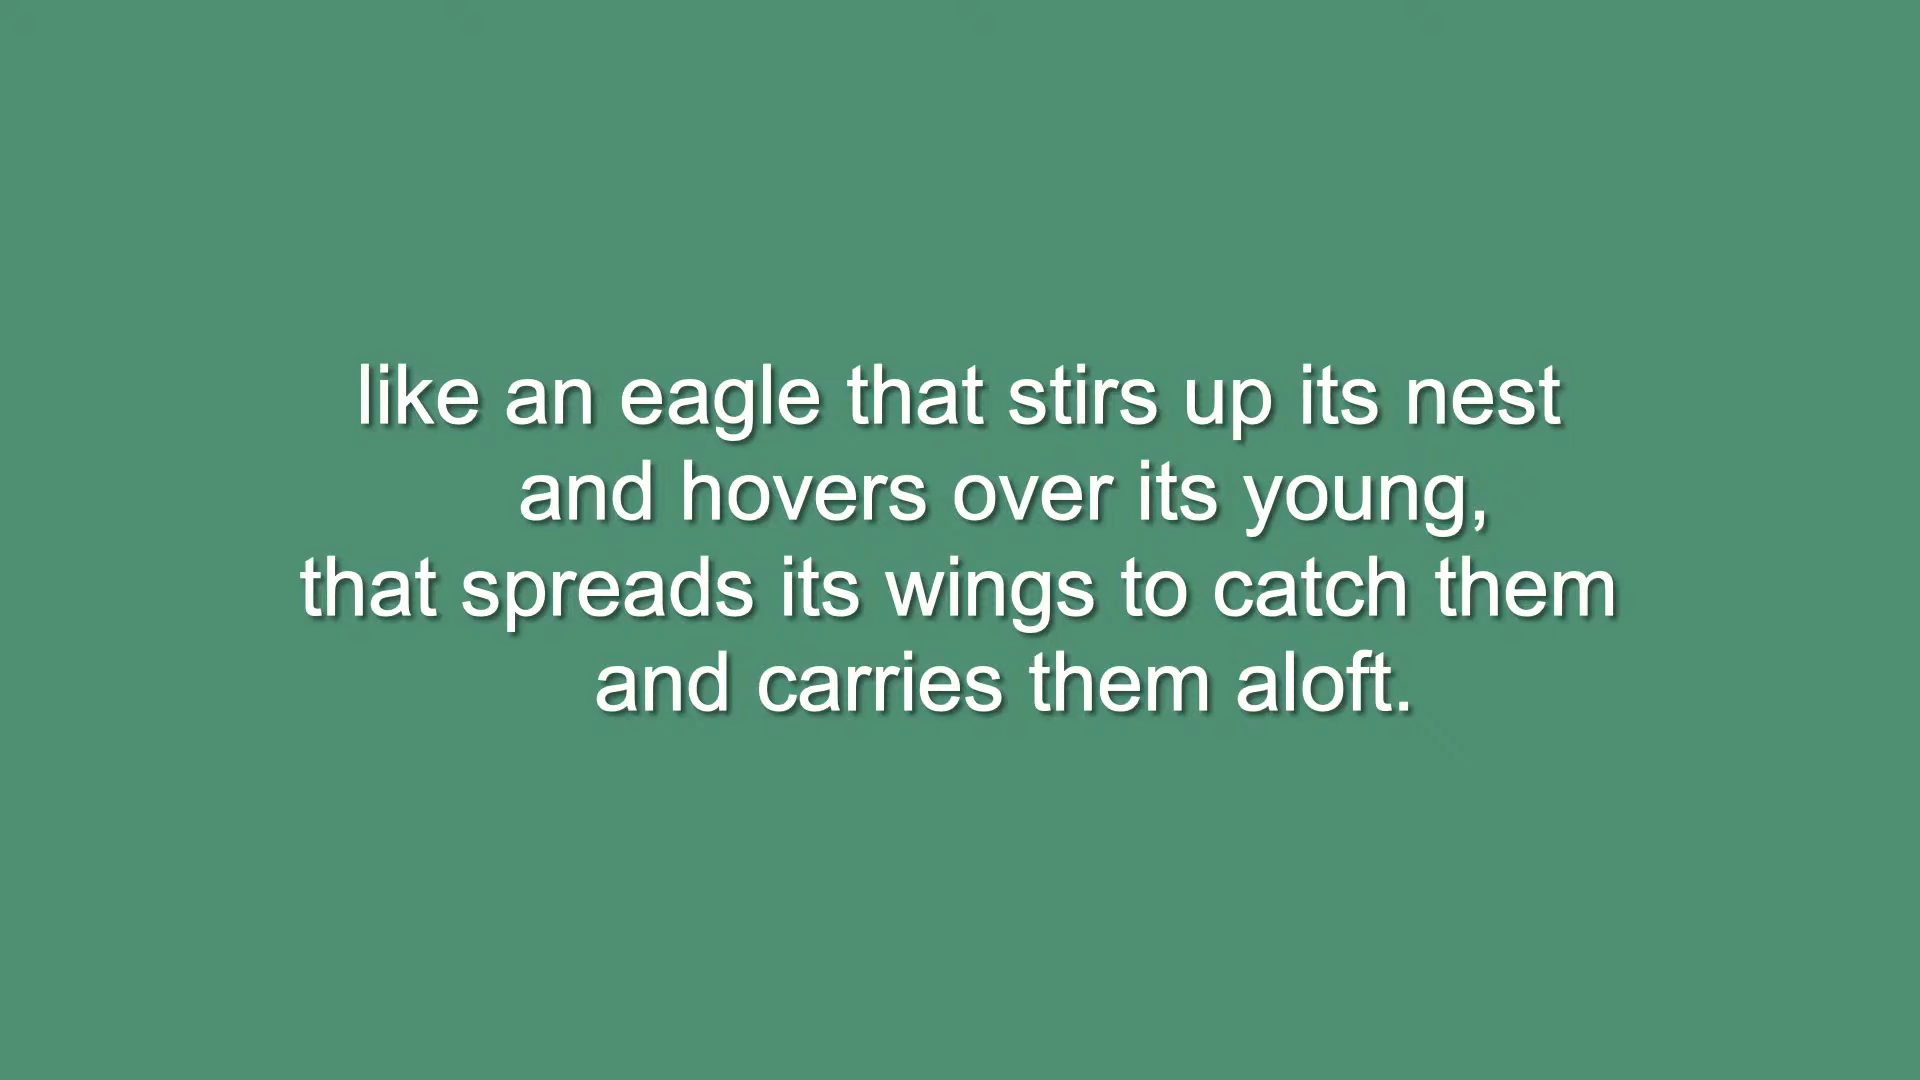 like an eagle that stirs up its nest
and hovers over its young,
that spreads its wings to catch them
and carries them aloft.